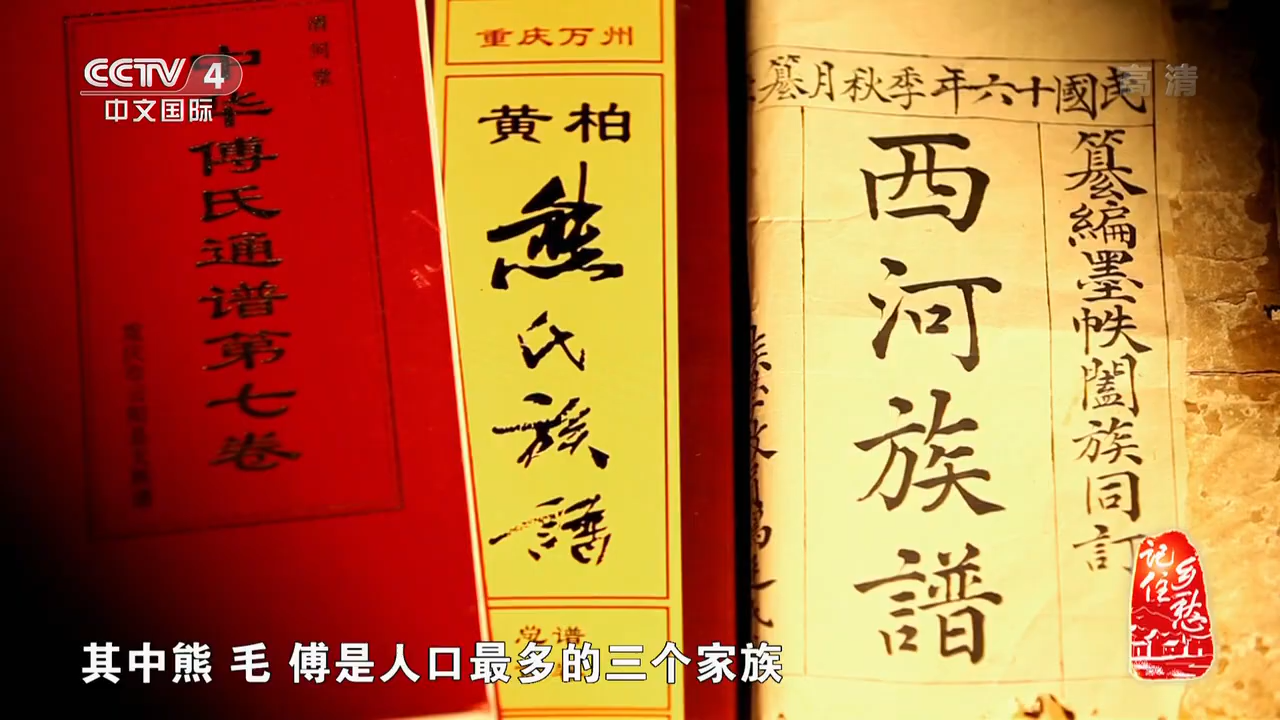 CCTV 4
中文国际
高清
中华傅氏通谱第七卷
重庆万州
黄柏
熊氏族譜
总谱
民國十六年季秋月纂
纂編墨帙闔族同訂
西河族譜
记住乡愁
其中熊 毛 傅是人口最多的三个家族